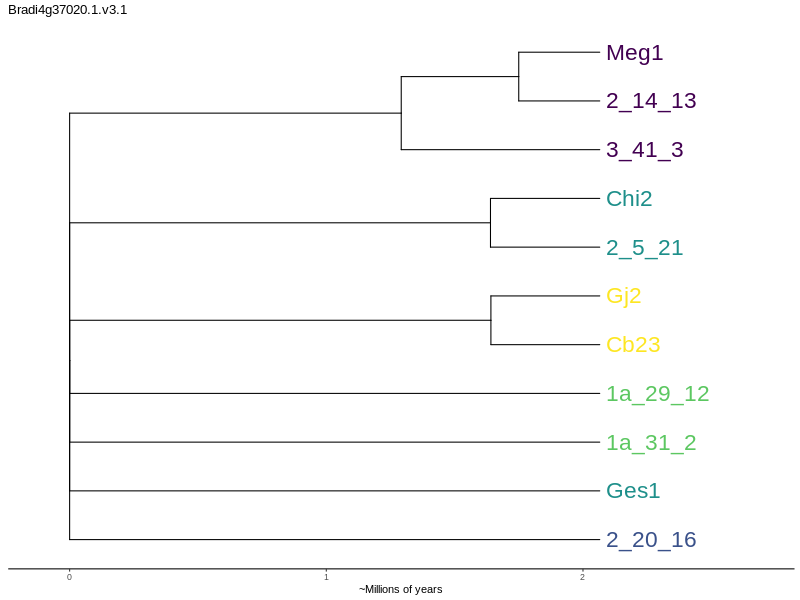 Bradi4g37020.1.v3.1
Meg1
2_14_13
3_41_3
Chi2
2_5_21
Gj2
Cb23
1a_29_12
1a_31_2
Ges1
2_20_16
0 1 2
~Millions of years